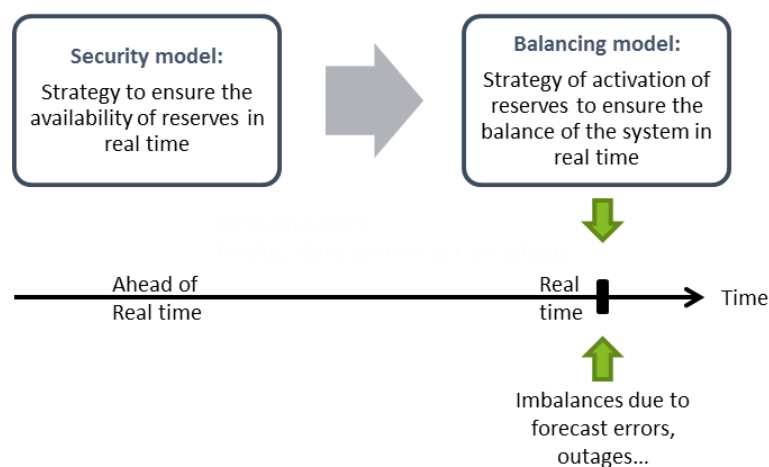 Security model:
Strategy to ensure the
availability of reserves in
real time
Balancing model:
Strategy of activation of
reserves to ensure the
balance of the system in
real time
Ahead of
Real time
Real
time
Time
Imbalances due to
forecast errors,
outages...